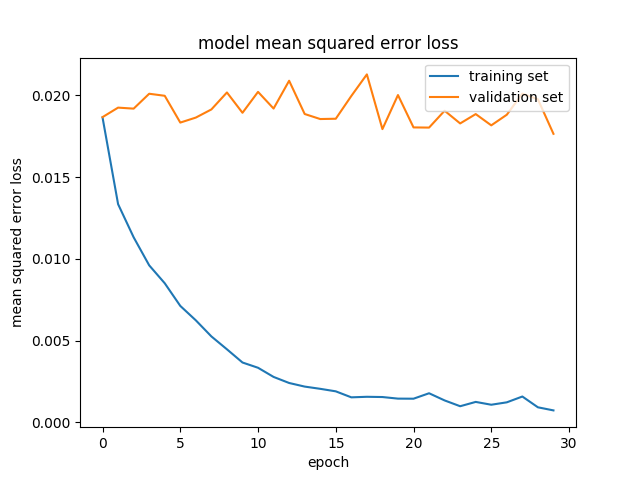 model mean squared error loss
training set
validation set
0.020
0.015
0.010
0.005
0.000
mean squared error loss
0 5 10 15 20 25 30
epoch